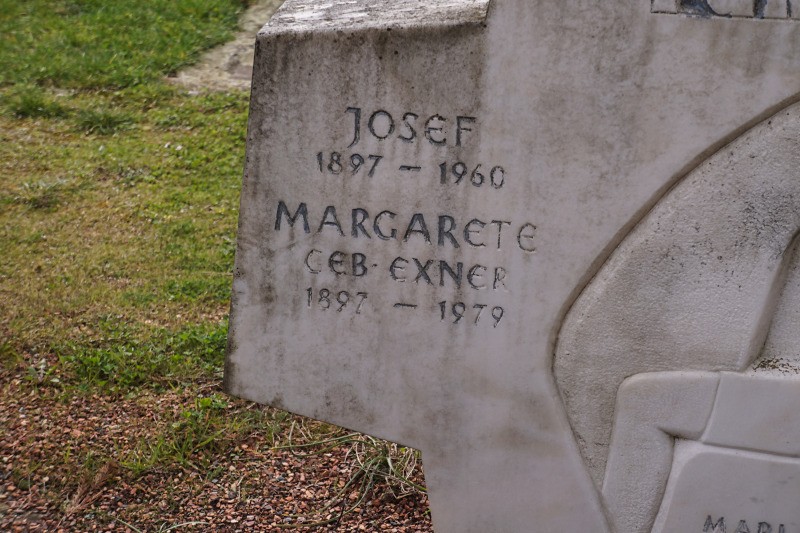 JOSEF
1897 – 1960
MARGARETE
GEB· EXNER
1897 – 1979